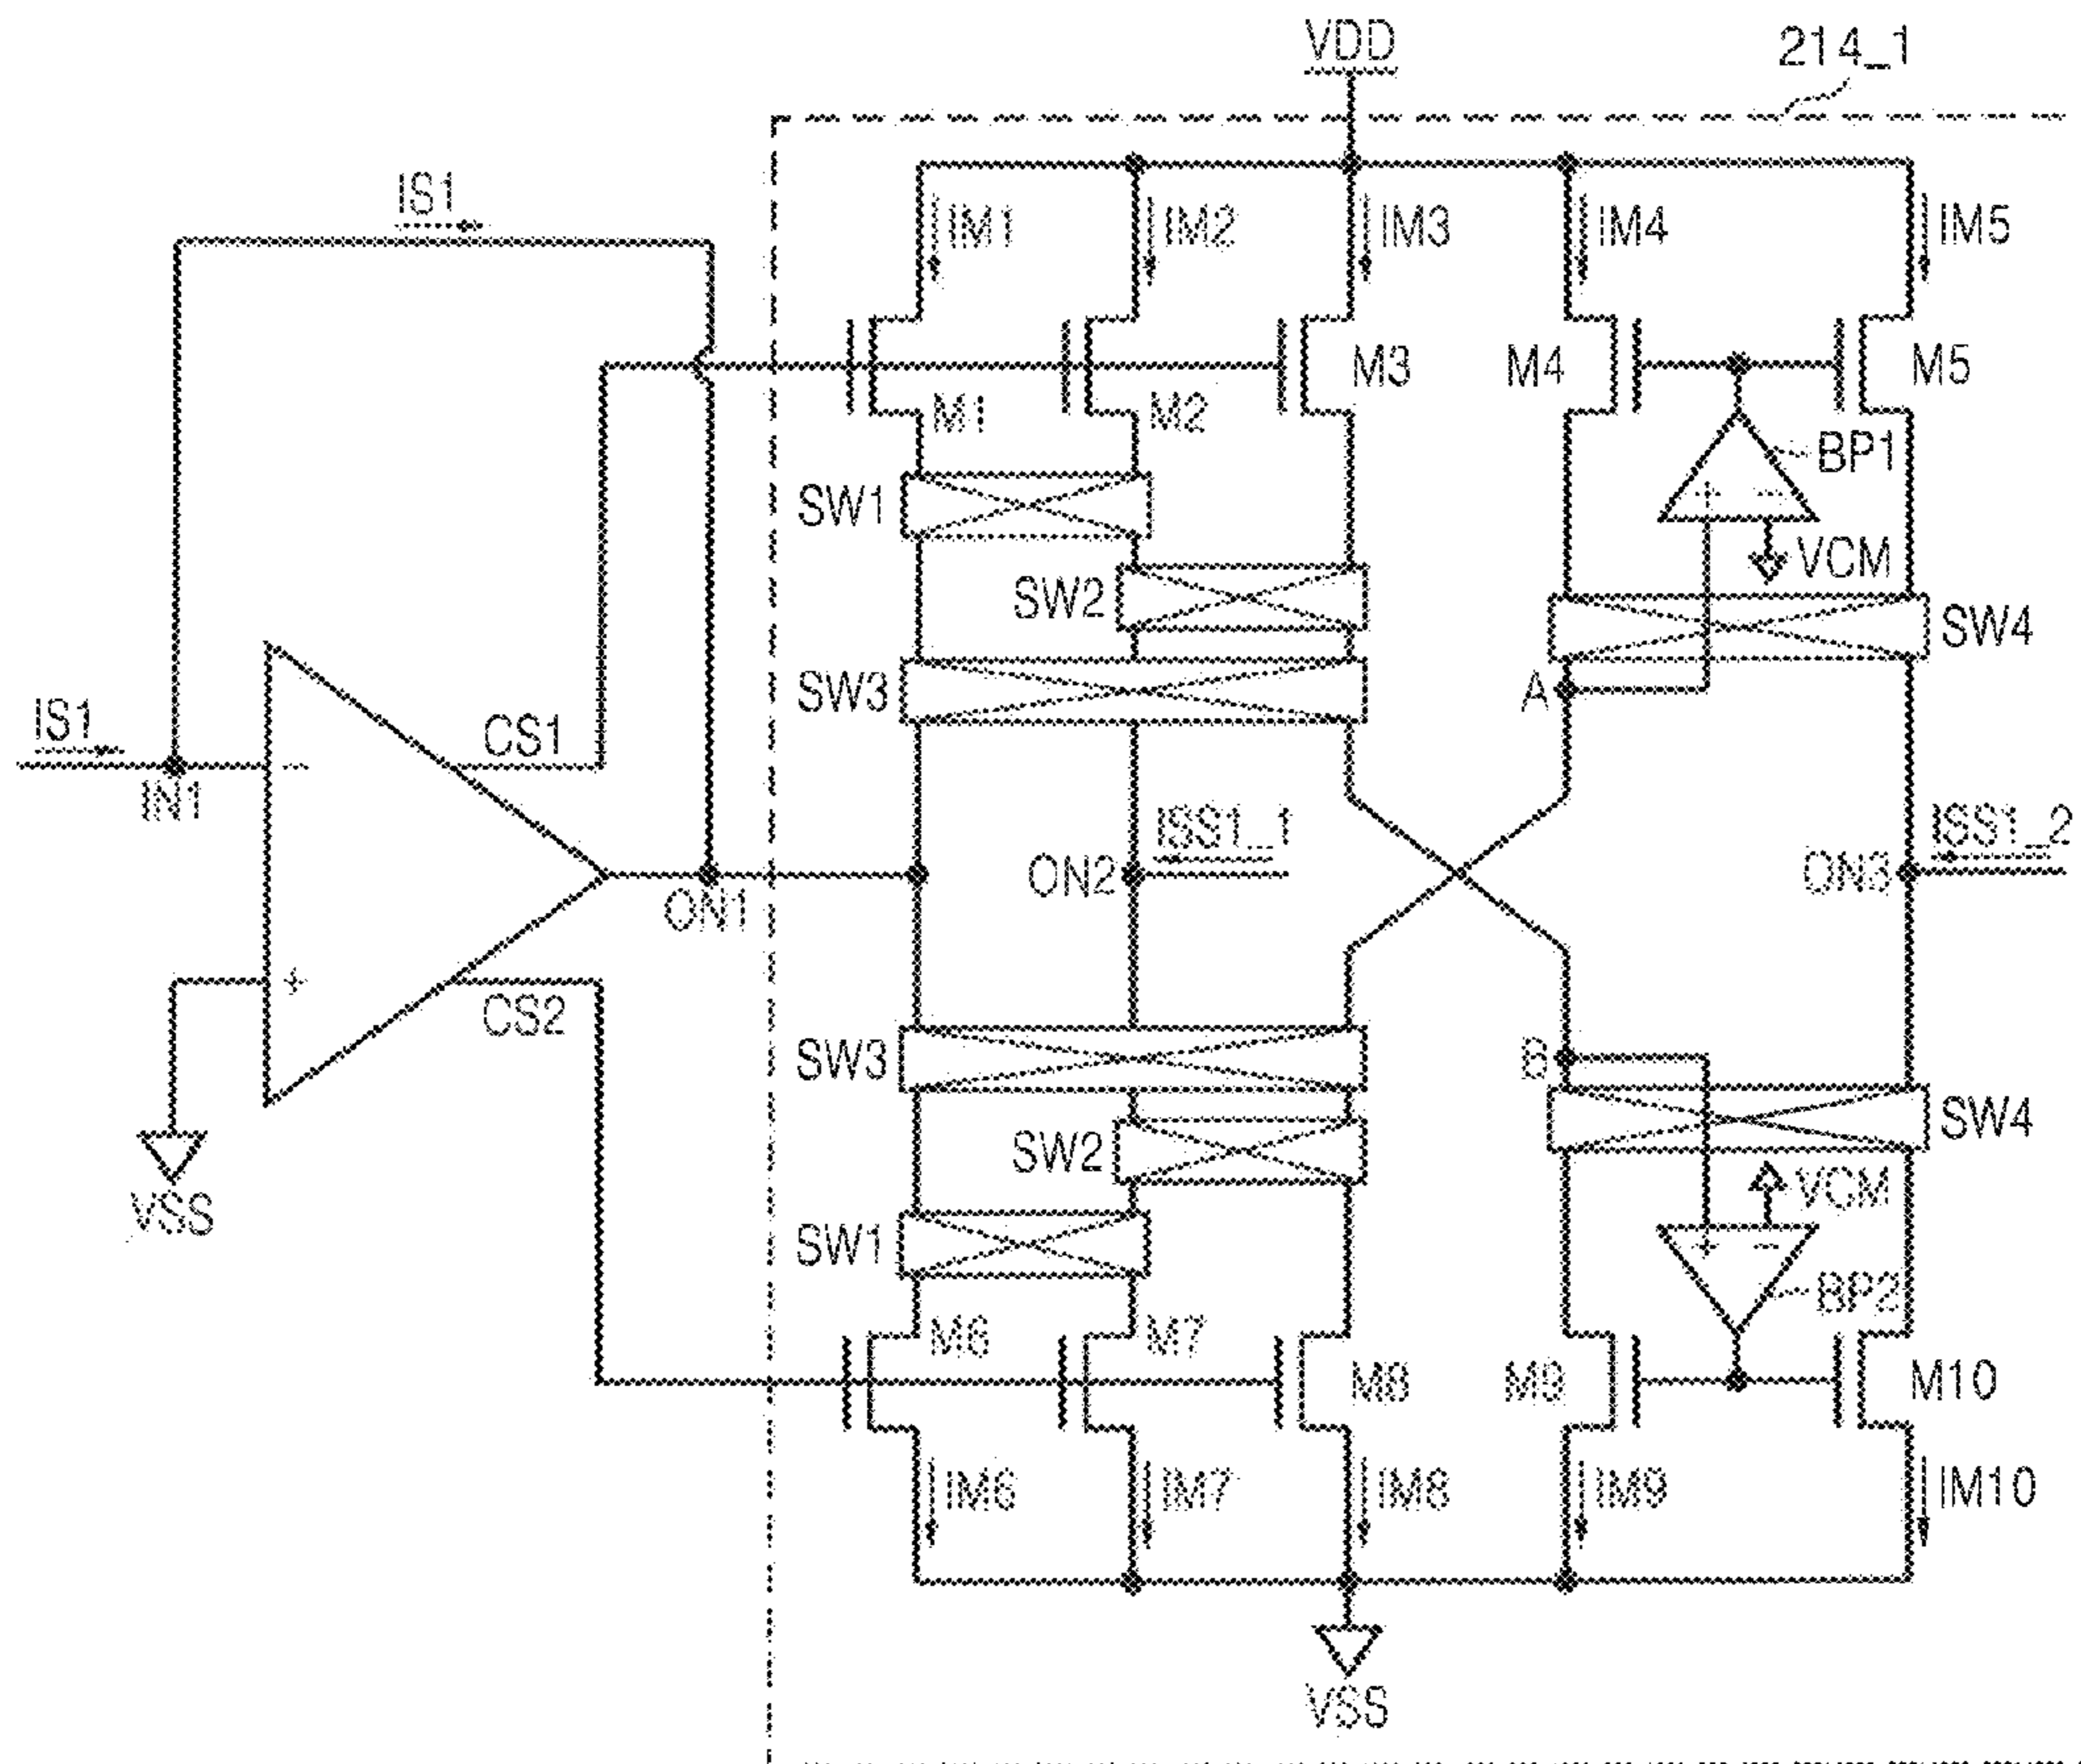 VDD
214_1
IS1
IM1
IM2
IM3
IM4
IM5
M1
M2
M3
M4
M5
BP1
+ −
VCM
SW1
SW2
SW3
SW4
A
IS1
IN1
−
CS1
ISS1_1
ISS1_2
ON1
ON2
ON3
+
CS2
VSS
SW3
B
SW4
SW2
VCM
+ −
SW1
BP2
M6
M7
M8
M9
M10
IM6
IM7
IM8
IM9
IM10
VSS